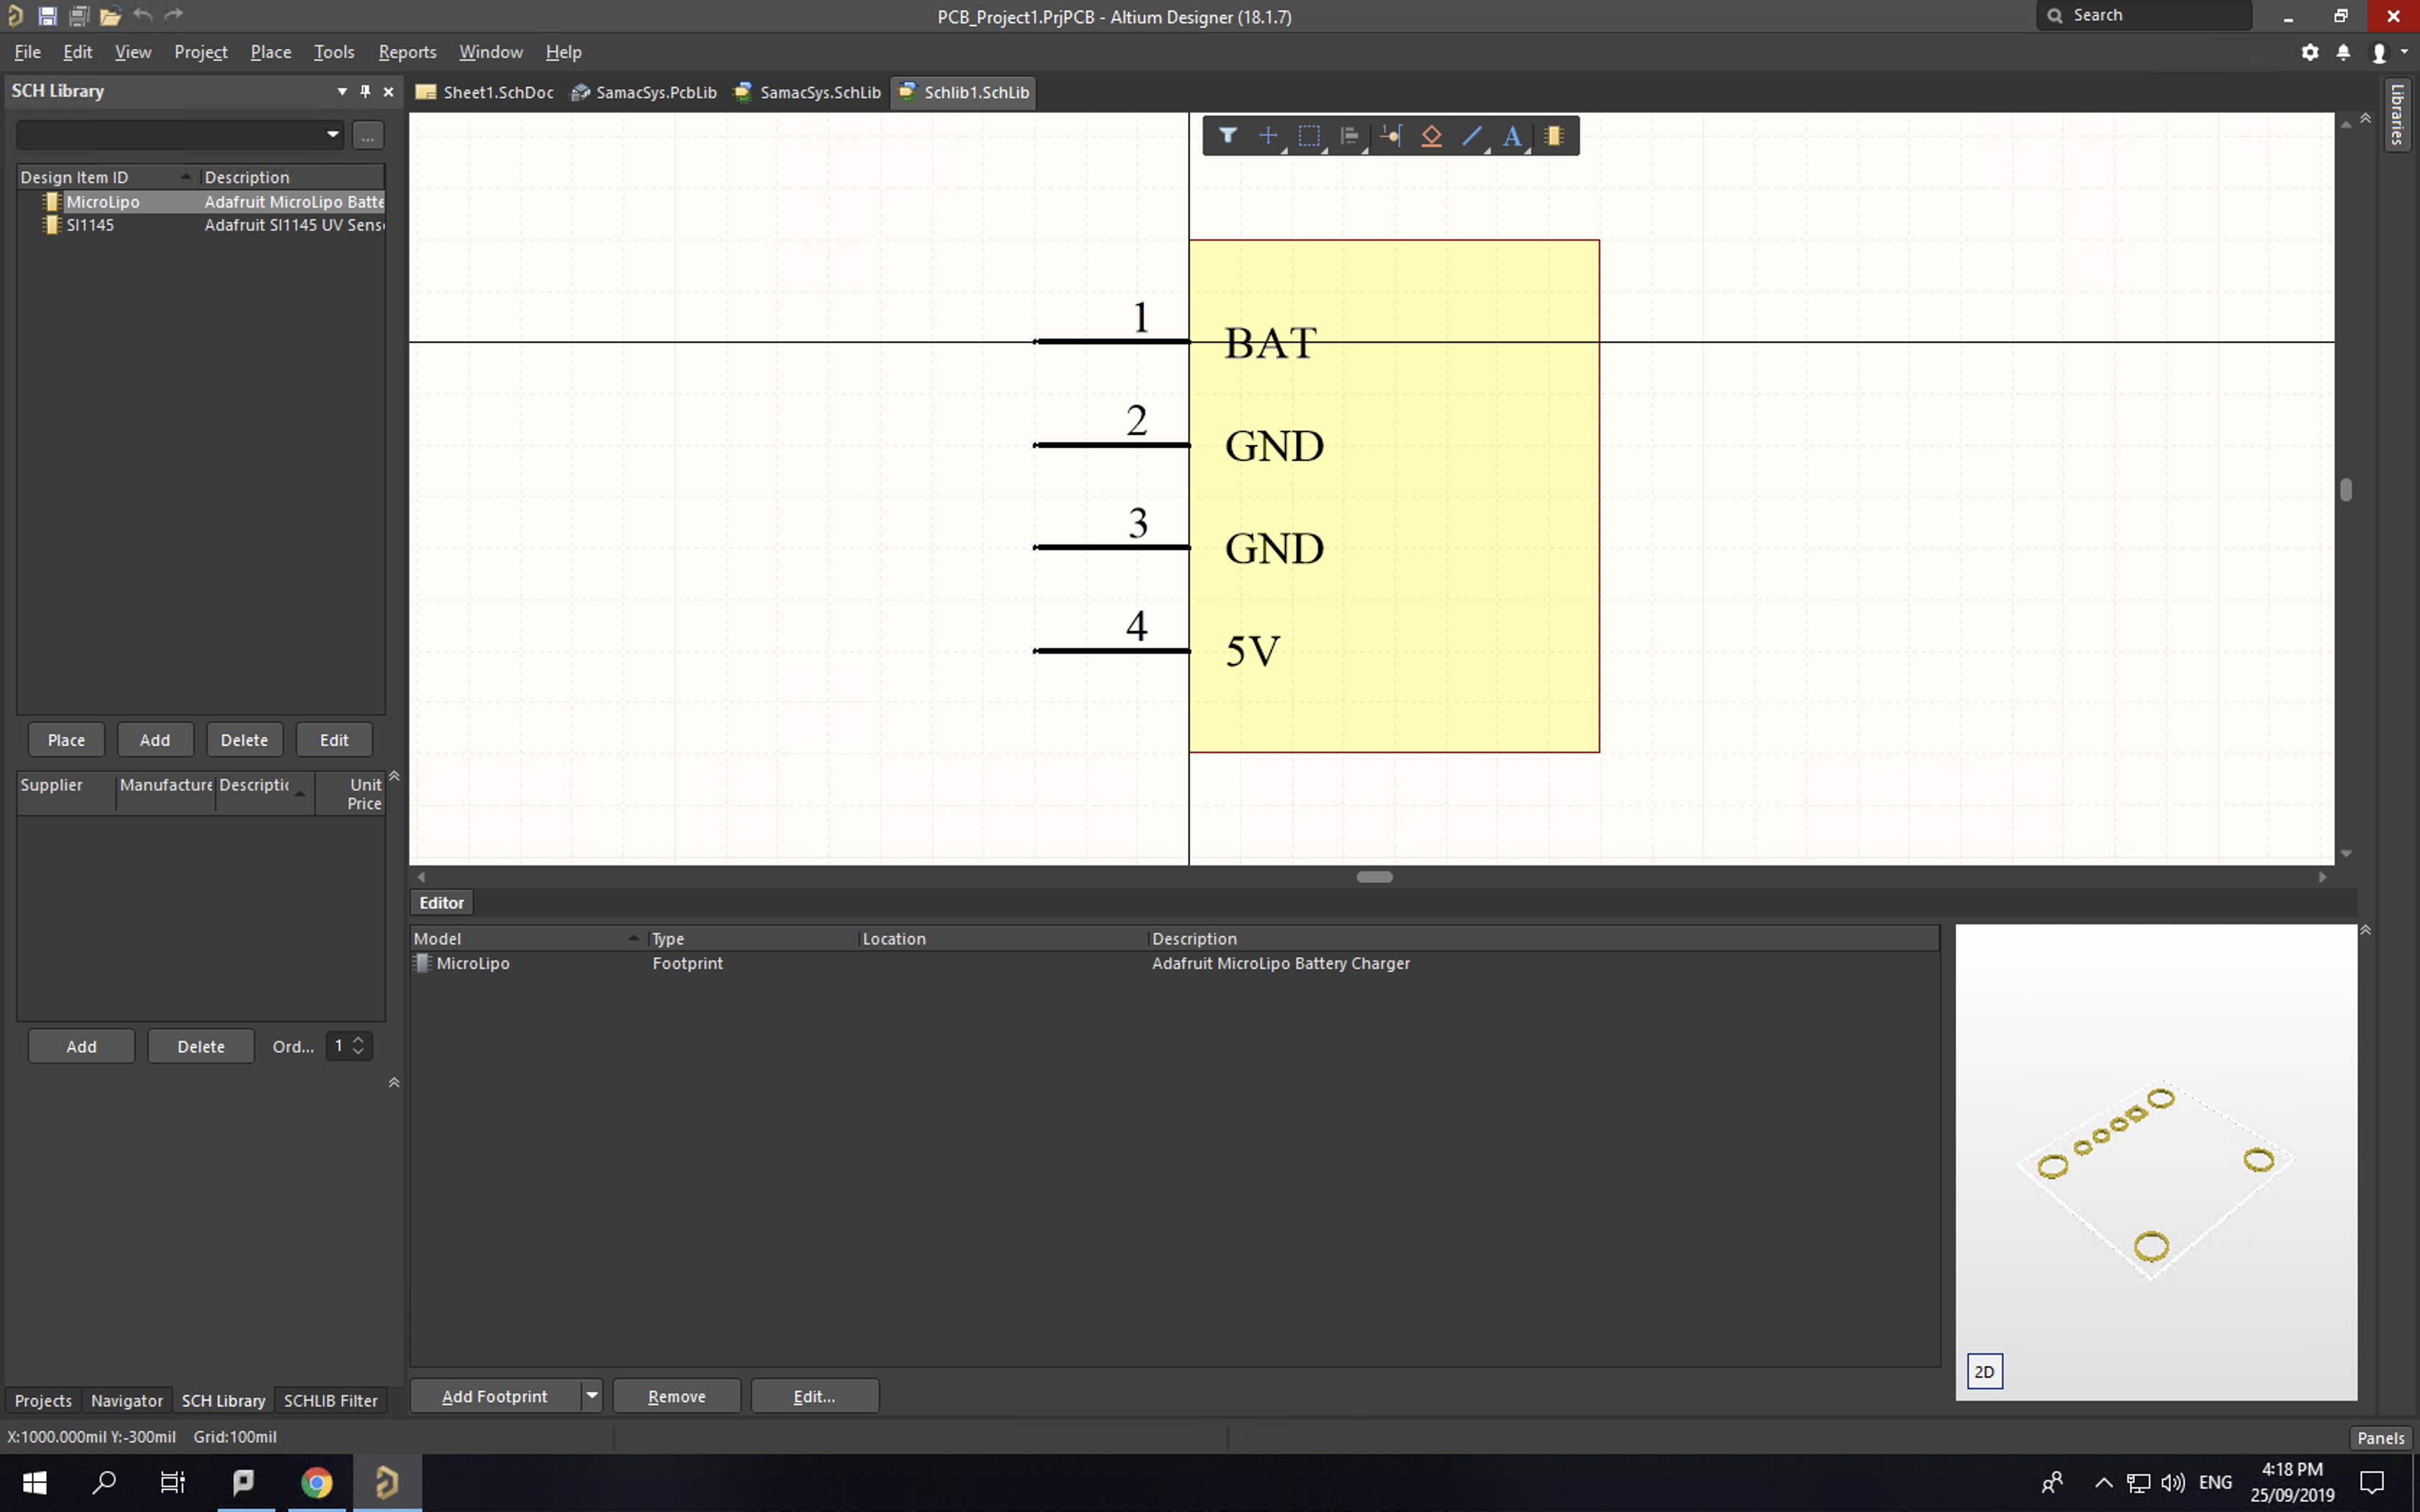 PCB_Project1.PrjPCB - Altium Designer (18.1.7)
Search
File Edit View Project Place Tools Reports Window Help
SCH Library
Sheet1.SchDoc SamacSys.PcbLib SamacSys.SchLib Schlib1.SchLib
Libraries
...
Design Item ID Description
MicroLipo Adafruit MicroLipo Batte
SI1145 Adafruit SI1145 UV Sens
1 BAT
2 GND
3 GND
4 5V
Place Add Delete Edit
Supplier Manufacture Descriptic Unit Price
Add Delete Ord... 1
Editor
Model Type Location Description
MicroLipo Footprint Adafruit MicroLipo Battery Charger
2D
Add Footprint Remove Edit...
Projects Navigator SCH Library SCHLIB Filter
X:1000.000mil Y:-300mil Grid:100mil
Panels
ENG
4:18 PM
25/09/2019